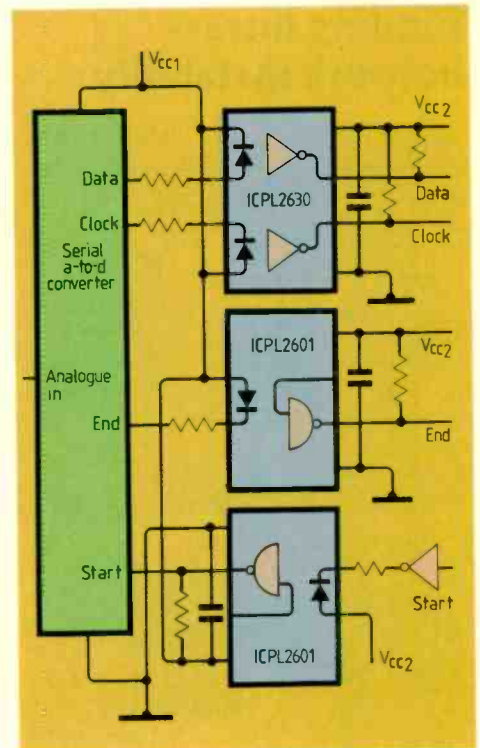 Vcc1
Vcc2
Data
ICPL2630
Data
Clock
Clock
Serial
a-to-d
converter
ICPL2601
Vcc2
Analogue
in
End
End
Start
Start
ICPL2601
Vcc2